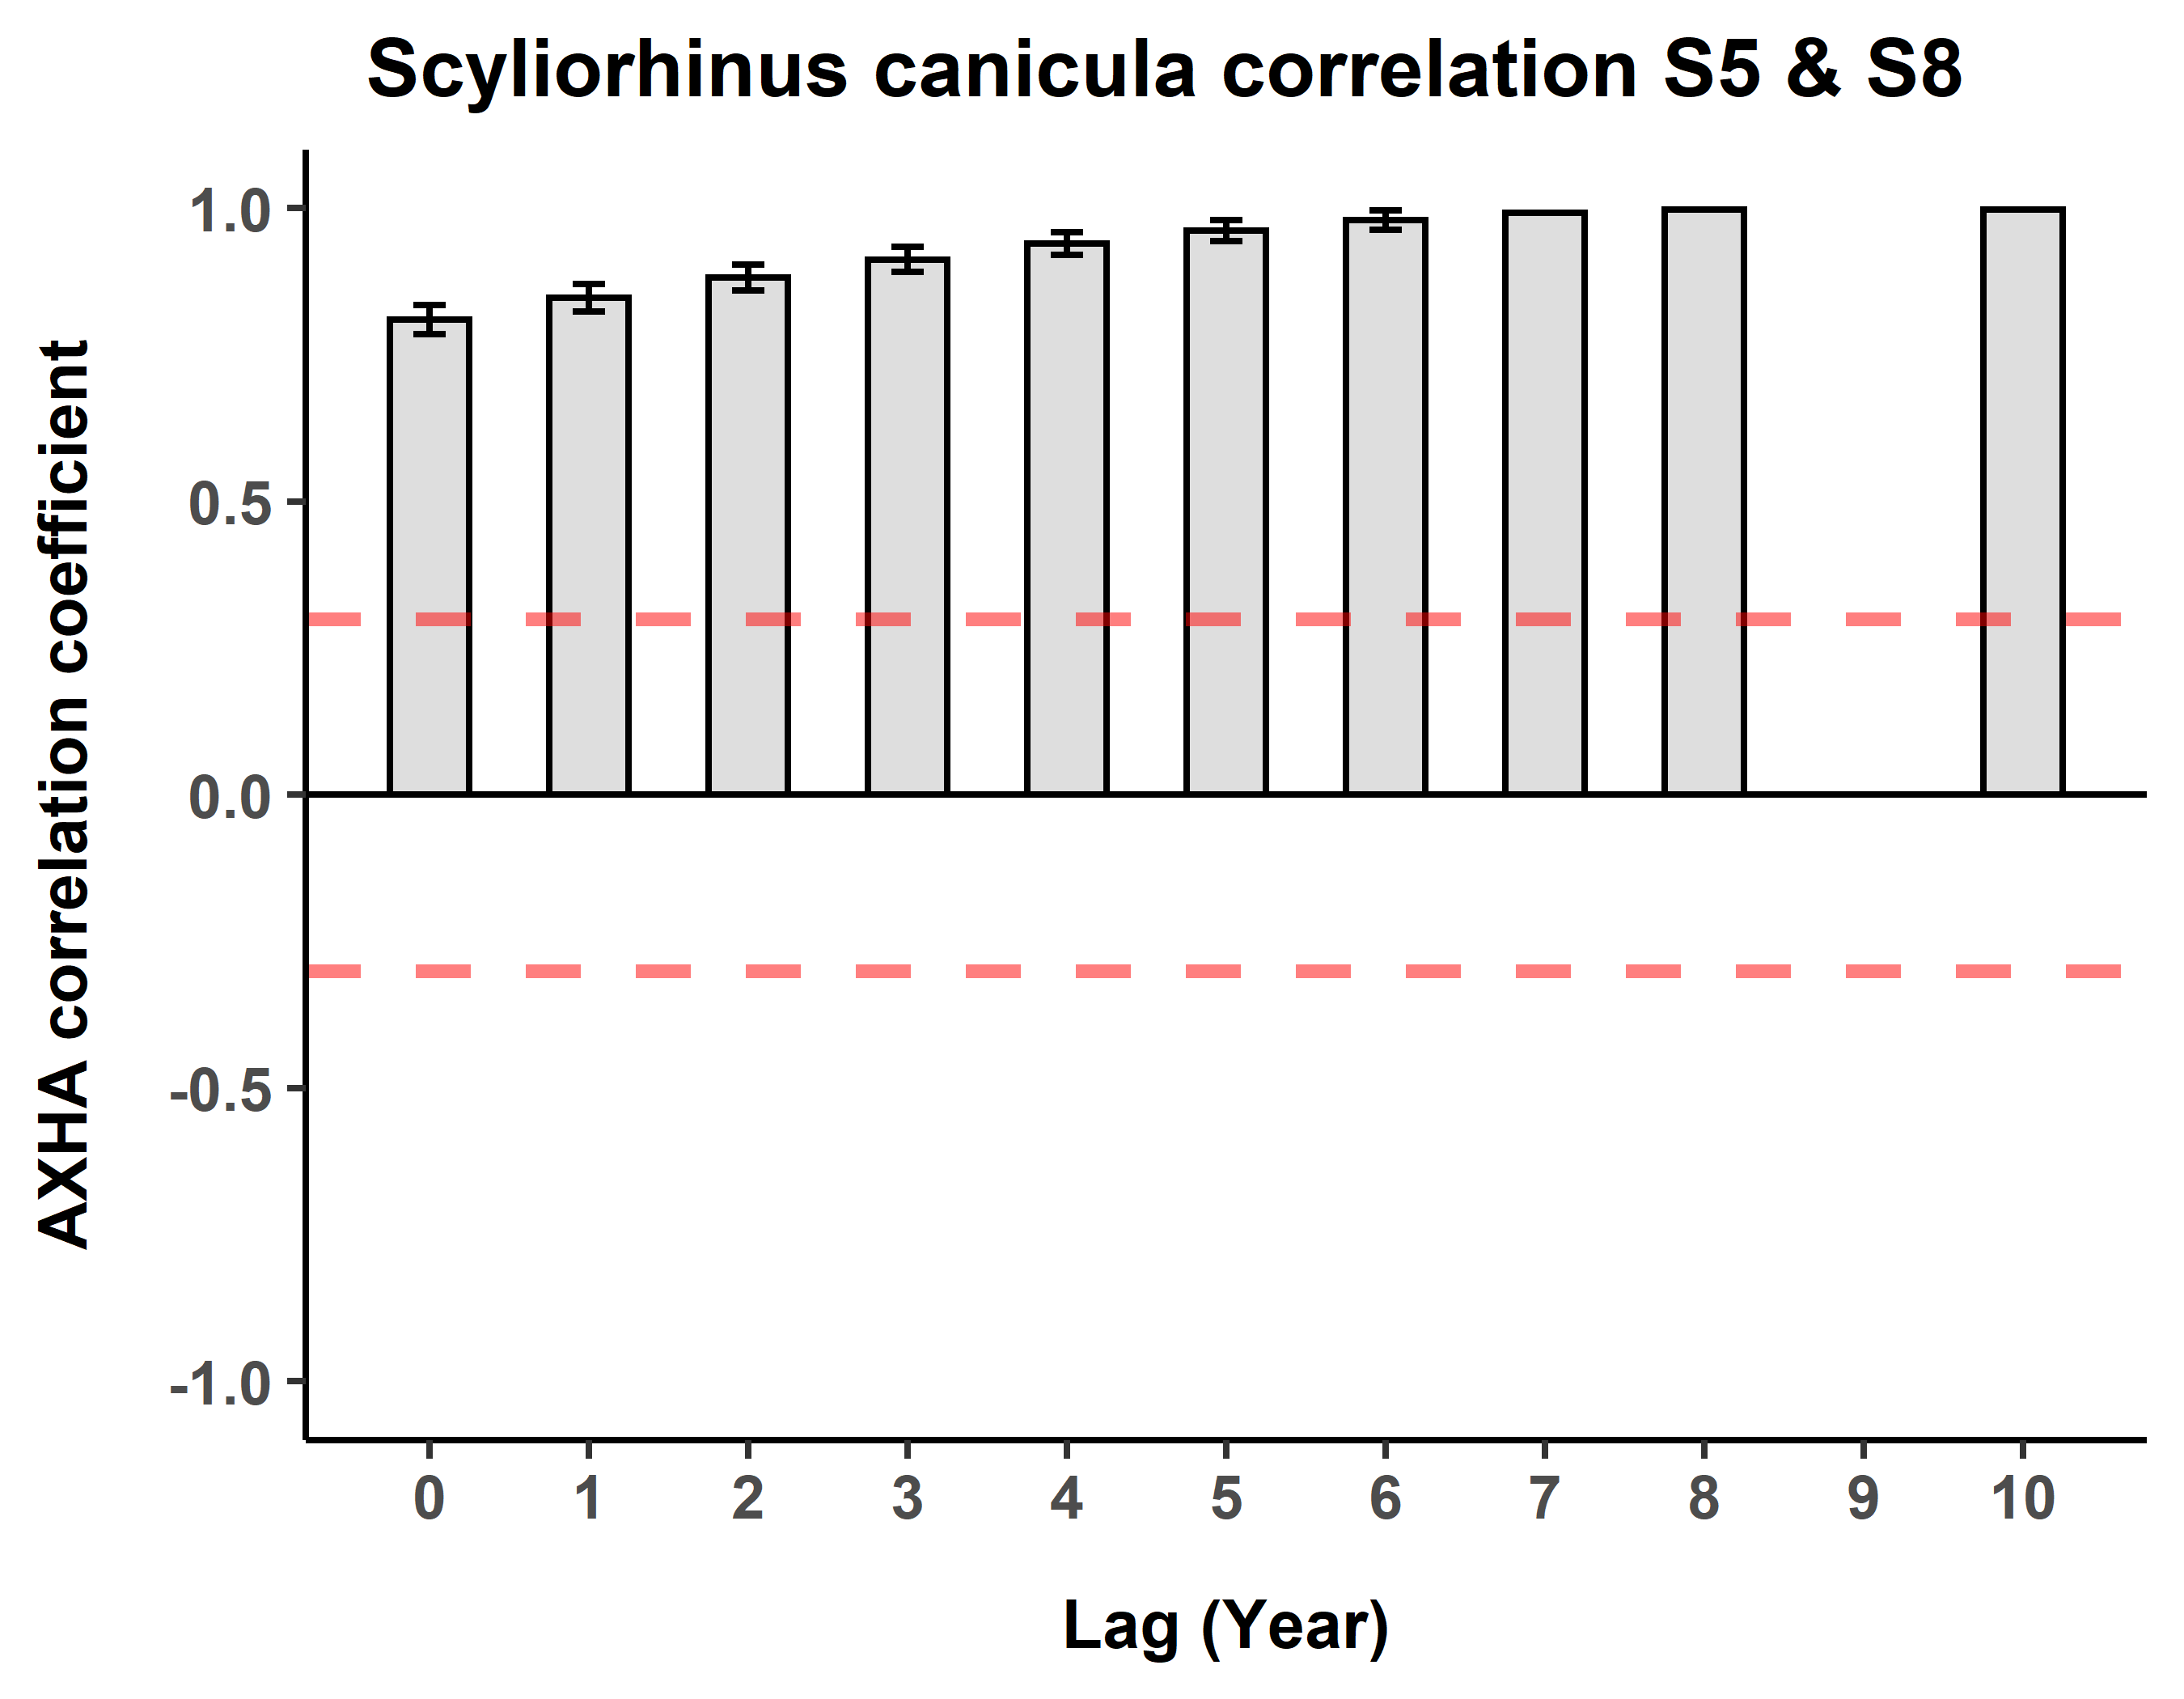 Scyliorhinus canicula correlation S5 & S8
AXHA correlation coefficient
1.0
0.5
0.0
-0.5
-1.0
0 1 2 3 4 5 6 7 8 9 10
Lag (Year)